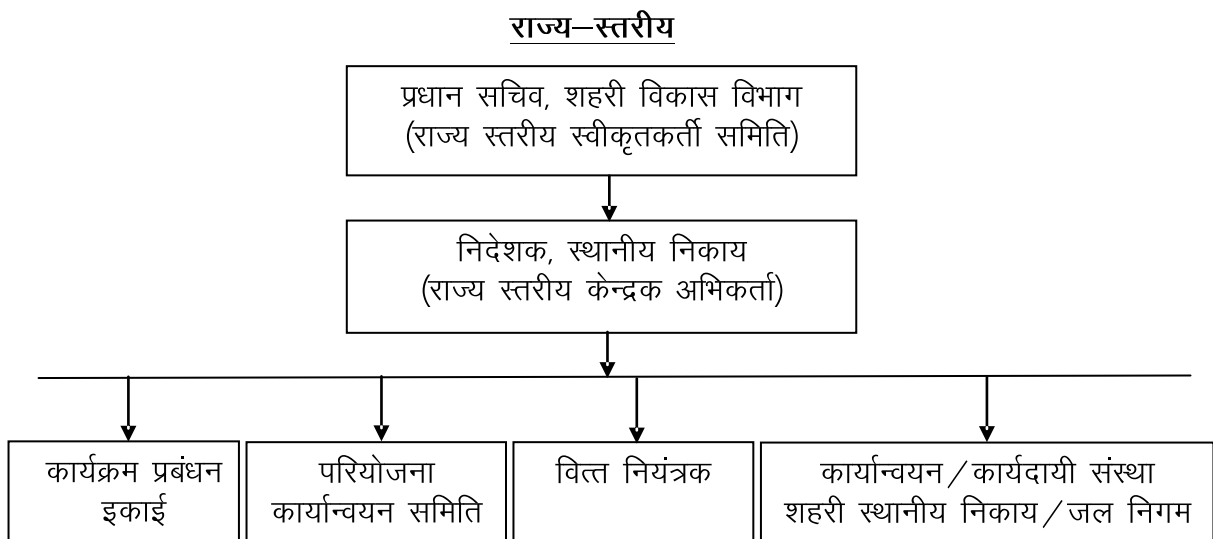 राज्य–स्तरीय
प्रधान सचिव, शहरी विकास विभाग
(राज्य स्तरीय स्वीकृतकर्ती समिति)
निदेशक, स्थानीय निकाय
(राज्य स्तरीय केन्द्रक अभिकर्ता)
कार्यक्रम प्रबंधन
इकाई
परियोजना
कार्यान्वयन समिति
वित्त नियंत्रक
कार्यान्वयन/कार्यदायी संस्था
शहरी स्थानीय निकाय/जल निगम